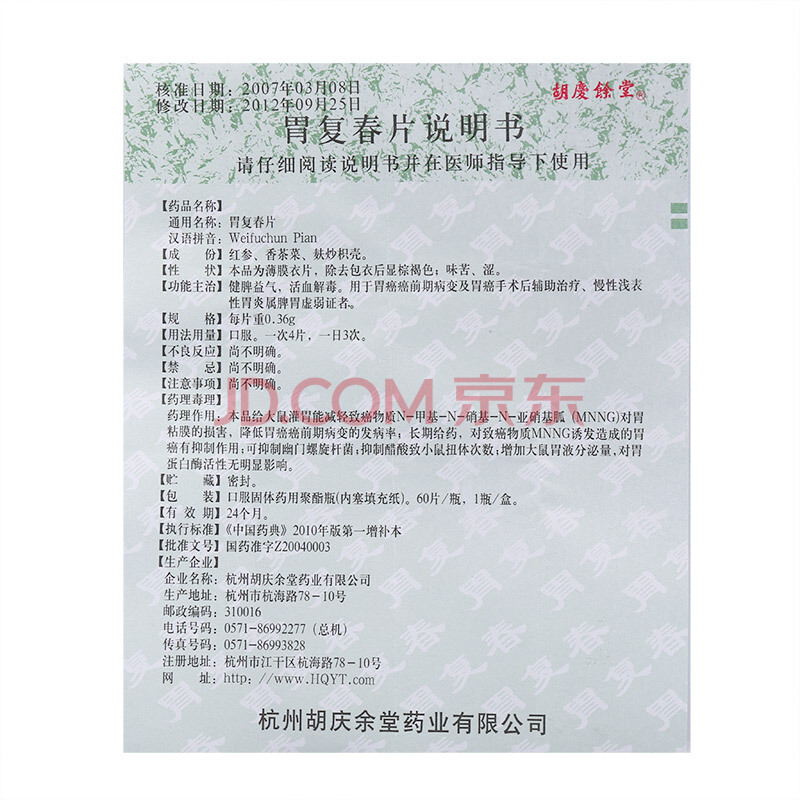 核准日期：2007年03月08日
修改日期：2012年09月25日
胡慶餘堂®
胃复春片说明书
请仔细阅读说明书并在医师指导下使用
【药品名称】
通用名称：胃复春片
汉语拼音：Weifuchun Pian
【成　份】红参、香茶菜、麸炒枳壳。
【性　状】本品为薄膜衣片，除去包衣后显棕褐色；味苦、涩。
【功能主治】健脾益气，活血解毒。用于胃癌癌前期病变及胃癌手术后辅助治疗、慢性浅表
性胃炎属脾胃虚弱证者。
【规　格】每片重0.36g
【用法用量】口服。一次4片，一日3次。
【不良反应】尚不明确。
【禁　忌】尚不明确。
【注意事项】尚不明确。
【药理毒理】
JD.COM 京东
药理作用：本品给大鼠灌胃能减轻致癌物质N-甲基-N-硝基-N-亚硝基胍（MNNG)对胃
粘膜的损害，降低胃癌癌前期病变的发病率；长期给药，对致癌物质MNNG诱发造成的胃
癌有抑制作用；可抑制幽门螺旋杆菌；抑制醋酸致小鼠扭体次数；增加大鼠胃液分泌量，对胃
蛋白酶活性无明显影响。
【贮　藏】密封。
【包　装】口服固体药用聚酯瓶(内塞填充纸)。60片/瓶，1瓶/盒。
【有 效 期】24个月。
【执行标准】《中国药典》2010年版第一增补本
【批准文号】国药准字Z20040003
【生产企业】
企业名称：杭州胡庆余堂药业有限公司
生产地址：杭州市杭海路78-10号
邮政编码：310016
电话号码：0571-86992277（总机）
传真号码：0571-86993828
注册地址：杭州市江干区杭海路78-10号
网　址：http: //www.HQYT.com
杭州胡庆余堂药业有限公司